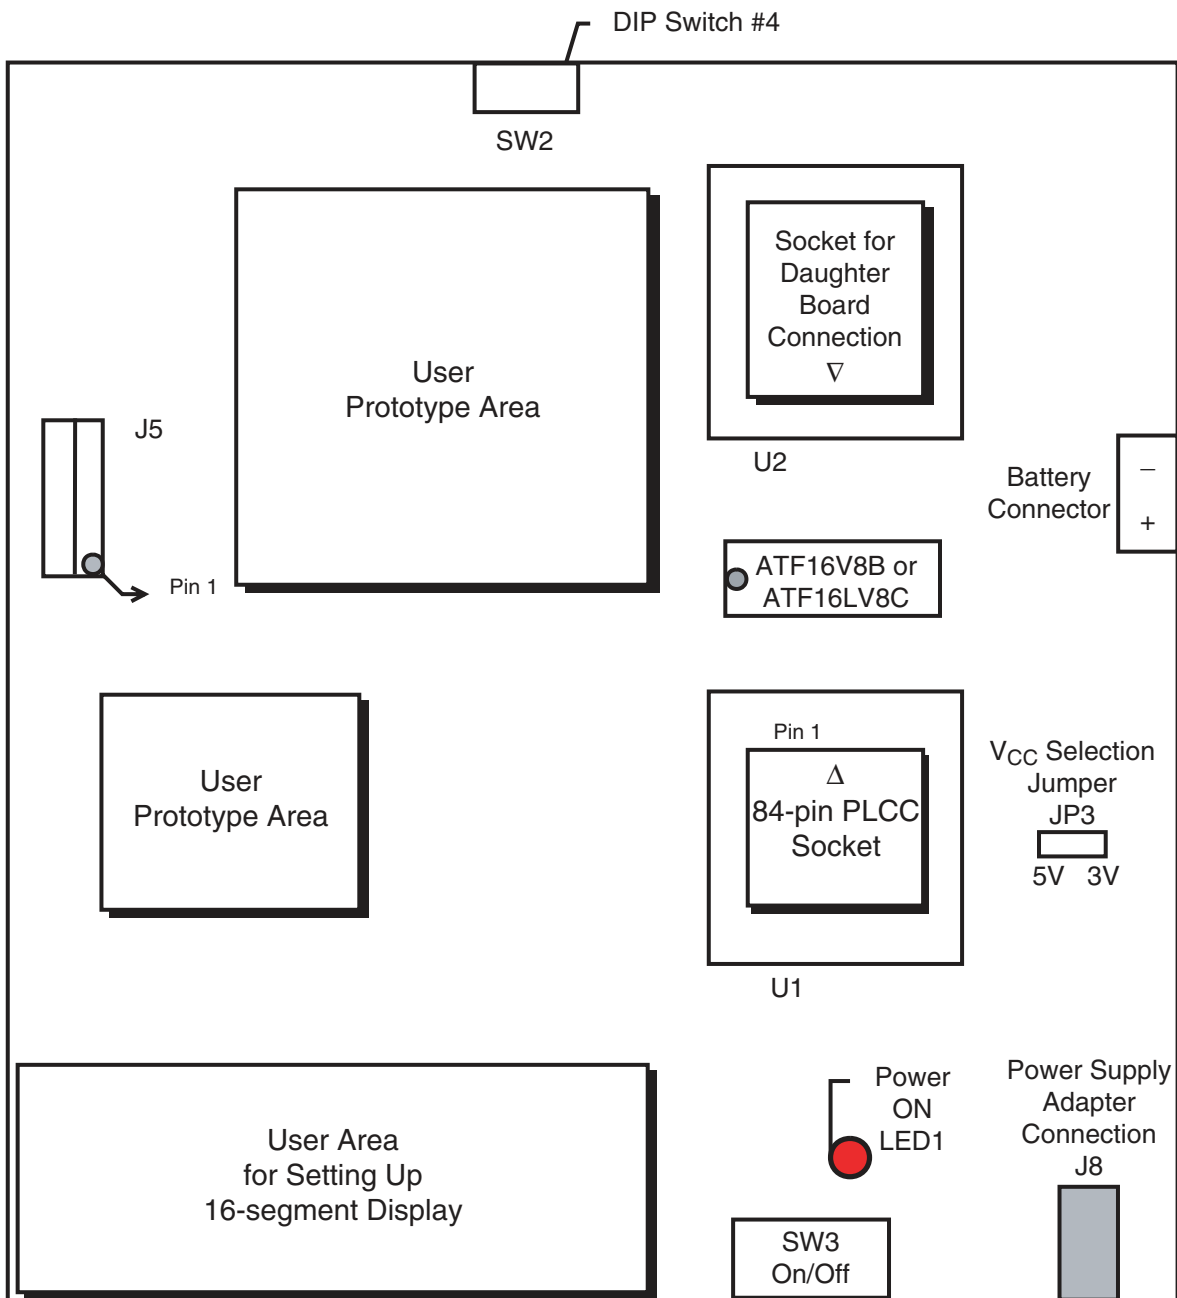 DIP Switch #4
SW2
Socket for
Daughter
Board
Connection
∇
User
Prototype Area
J5
U2
Battery
Connector
–
+
Pin 1
ATF16V8B or
ATF16LV8C
User
Prototype Area
Pin 1
Δ
84-pin PLCC
Socket
VCC Selection
Jumper
JP3
5V 3V
U1
Power
ON
LED1
Power Supply
Adapter
Connection
J8
User Area
for Setting Up
16-segment Display
SW3
On/Off